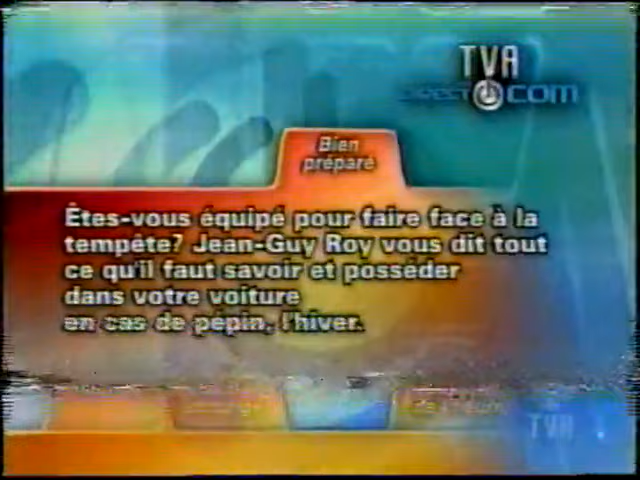 TVA
DIRECT COM
Bien
préparé
Êtes-vous équipé pour faire face à la
tempête? Jean-Guy Roy vous dit tout
ce qu'il faut savoir et posséder
dans votre voiture
en cas de pépin, l'hiver.
TVA